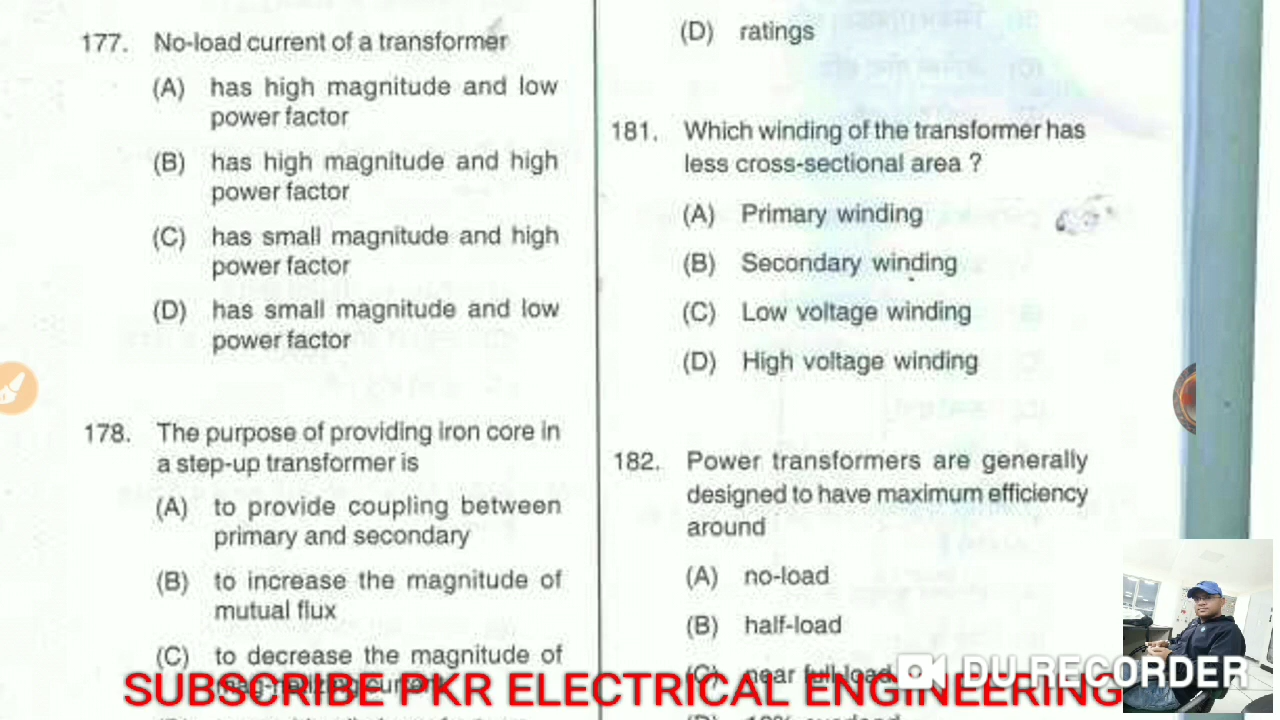 177. No-load current of a transformer
(A) has high magnitude and low
power factor
(B) has high magnitude and high
power factor
(C) has small magnitude and high
power factor
(D) has small magnitude and low
power factor
178. The purpose of providing iron core in
a step-up transformer is
(A) to provide coupling between
primary and secondary
(B) to increase the magnitude of
mutual flux
(C) to decrease the magnitude of
(D) ratings
181. Which winding of the transformer has
less cross-sectional area ?
(A) Primary winding
(B) Secondary winding
(C) Low voltage winding
(D) High voltage winding
182. Power transformers are generally
designed to have maximum efficiency
around
(A) no-load
(B) half-load
(C) near full-load
SUBSCRIBE PKR ELECTRICAL ENGINEERING
DU RECORDER